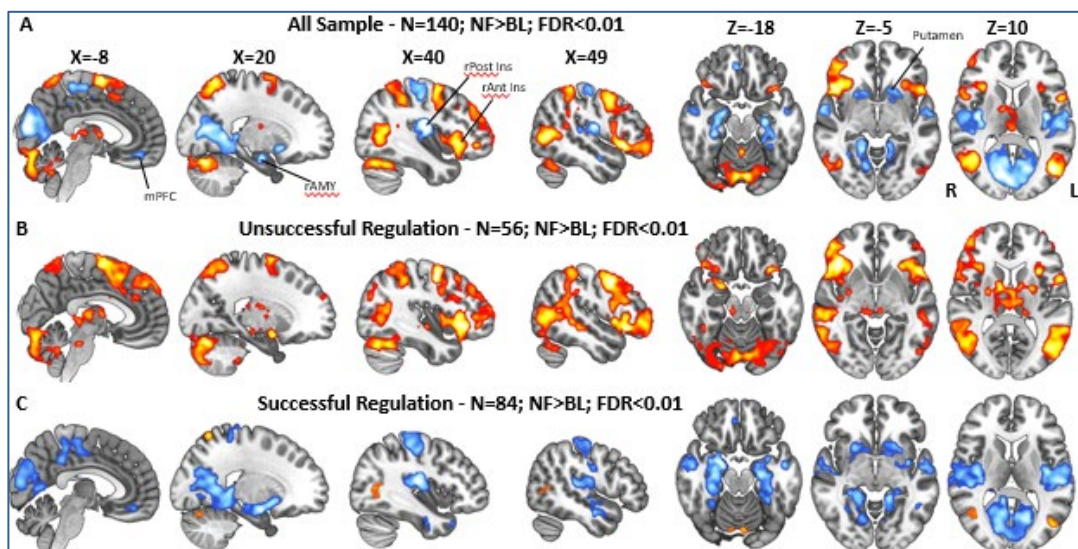 A All Sample - N=140; NF>BL; FDR<0.01
X=-8 X=20 X=40 X=49 Z=-18 Z=-5 Z=10
Putamen
rPost Ins
rAnt Ins
mPFC
rAMY
R L
B Unsuccessful Regulation - N=56; NF>BL; FDR<0.01
C Successful Regulation - N=84; NF>BL; FDR<0.01